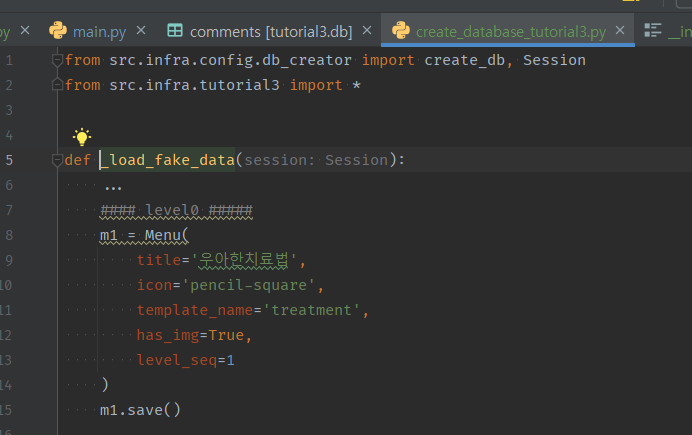 py × main.py × comments [tutorial3.db] × create_database_tutorial3.py × __in
1 from src.infra.config.db_creator import create_db, Session
2 from src.infra.tutorial3 import *
3
4
5 def _load_fake_data(session: Session):
6 ...
7 #### level0 #####
8 m1 = Menu(
9 title='우아한치료법',
10 icon='pencil-square',
11 template_name='treatment',
12 has_img=True,
13 level_seq=1
14 )
15 m1.save()